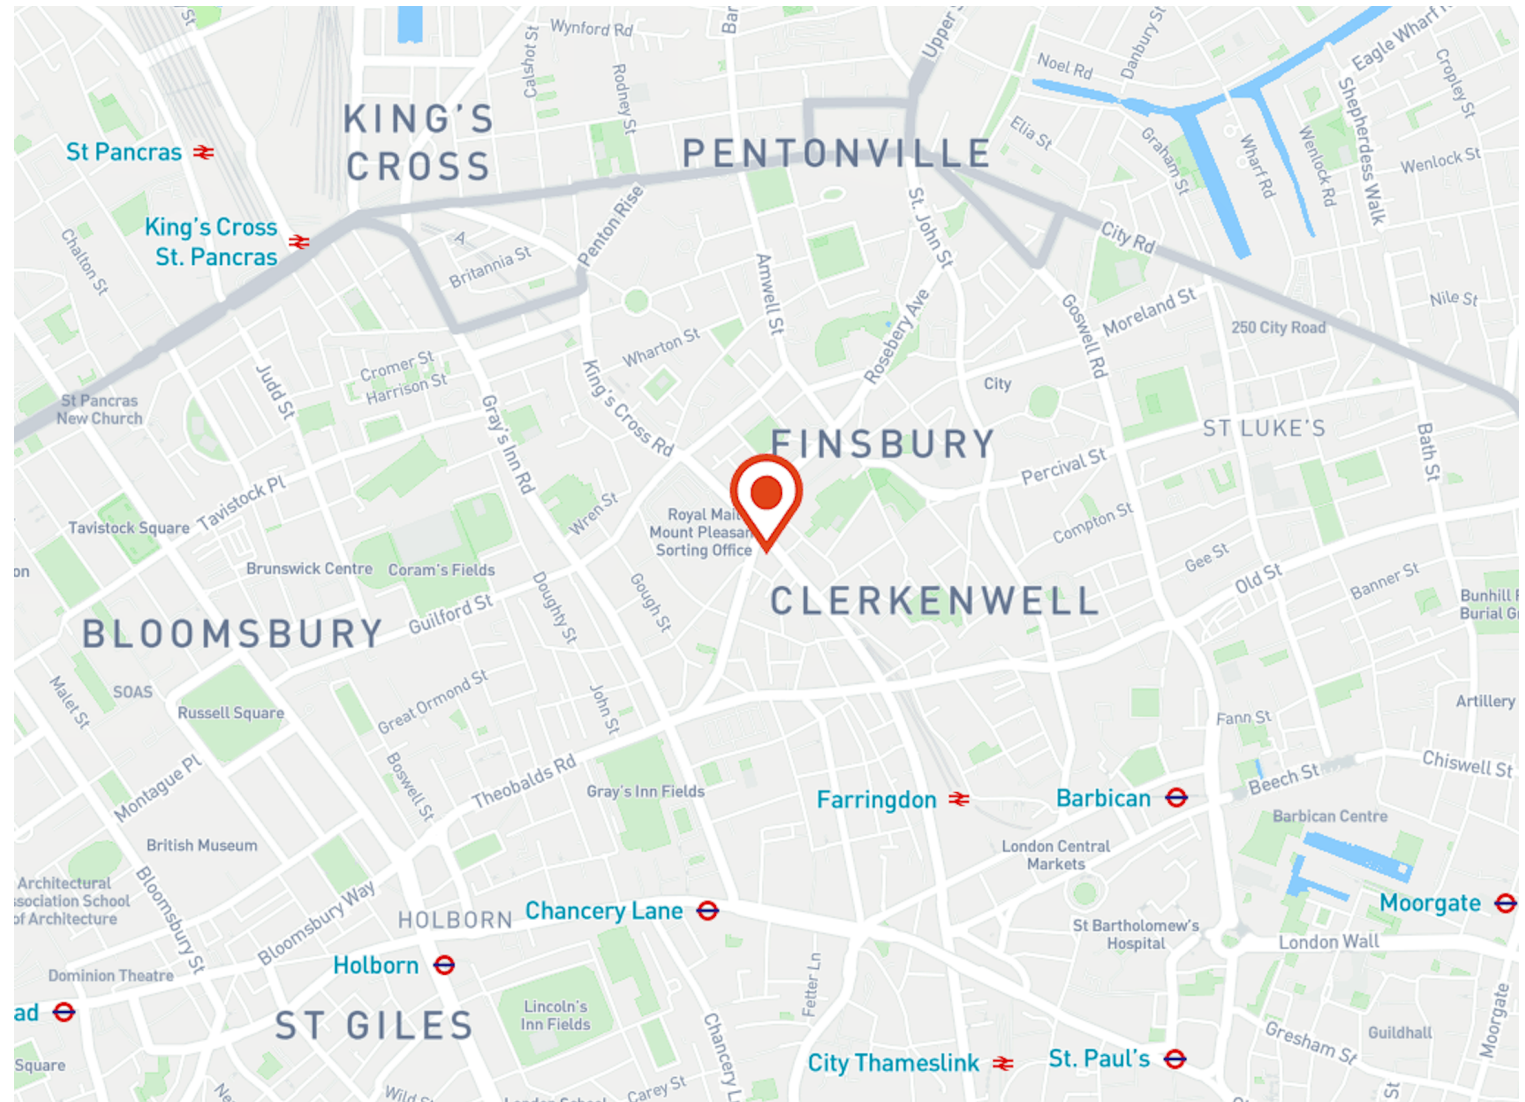 St
Wynford Rd
Bar
Upper S
Noel Rd
Danbury St
Eagle Wharf R
Calshot St
Rodney St
Cropley St
KING'S
CROSS
Elia St
Graham St
Wharf Rd
Wenlock Rd
Shepherdess Walk
Wenlock St
St Pancras
PENTONVILLE
King's Cross
St. Pancras
Chalton St
A
Britannia St
Penton Rise
St. John St
City Rd
Amwell St
Rosebery Ave
Goswell Rd
Moreland St
Nile St
250 City Road
Wharton St
Cromer St
Harrison St
Judd St
King's Cross Rd
City
St Pancras
New Church
Gray's Inn Rd
FINSBURY
ST LUKE'S
Bath St
Percival St
Tavistock Pl
Tavistock Square
Wren St
Royal Mail
Mount Pleasan
Sorting Office
Compton St
Gee St
Old St
Banner St
on
Brunswick Centre
Coram's Fields
Guilford St
Doughty St
Gough St
CLERKENWELL
Bunhill F
Burial Gr
BLOOMSBURY
Malet St
SOAS
Russell Square
Great Ormond St
John St
Fann St
Artillery
Montague Pl
Boswell St
Theobalds Rd
Gray's Inn Fields
Farringdon
Barbican
Beech St
Chiswell St
Barbican Centre
British Museum
London Central
Markets
Architectural
ssociation School
of Architecture
Bloomsbury St
Bloomsbury Way
HOLBORN
Chancery Lane
Moorgate
St Bartholomew's
Hospital
London Wall
Dominion Theatre
Holborn
Fetter Ln
ad
ST GILES
Lincoln's
Inn Fields
Chancery L
Moorgate
Gresham St
Guildhall
City Thameslink
St. Paul's
Square
Wild St
London School
Carey St
St